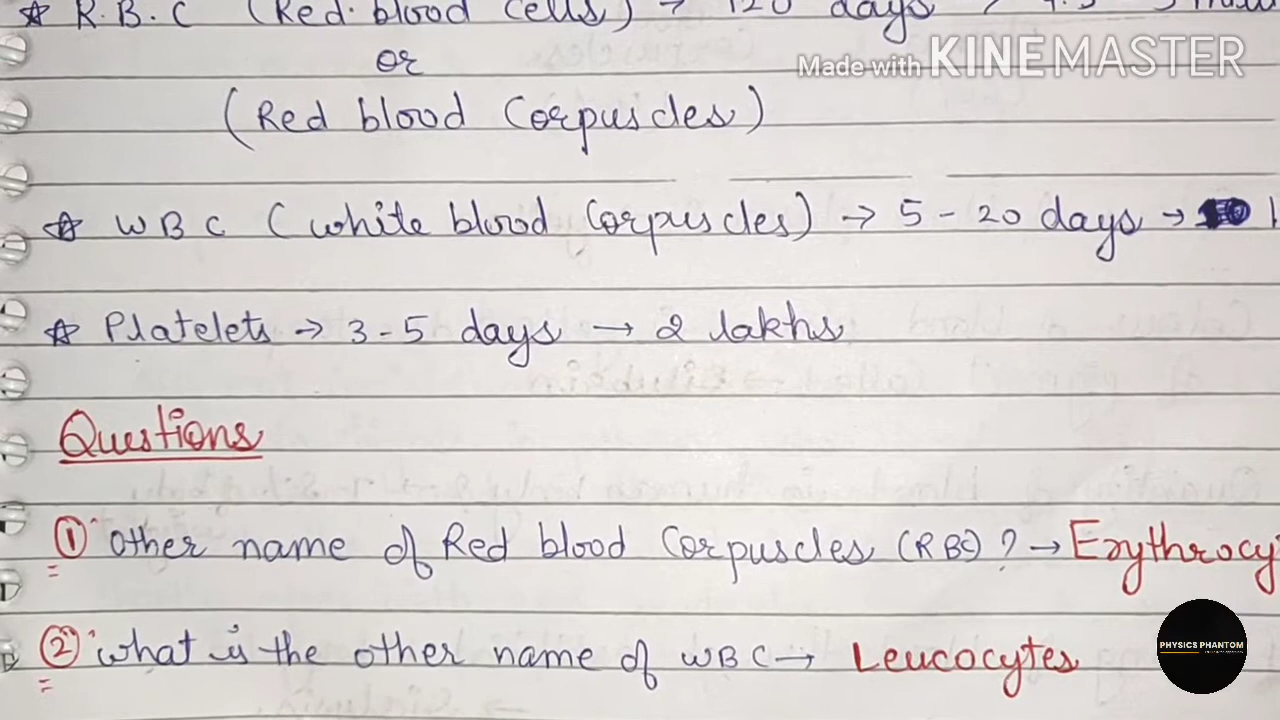 ☆ R.B.C (Red blood cells) → 120 days →
or
Made with KINEMASTER
(Red blood Corpuscles)
☆ WBC (white blood Corpuscles) → 5 - 20 days →
☆ Platelets → 3 - 5 days → 2 lakhs
Questions
① Other name of Red blood Corpuscles (RBC) ? → Erythrocy
② what is the other name of WBC → Leucocytes
PHYSICS PHANTOM